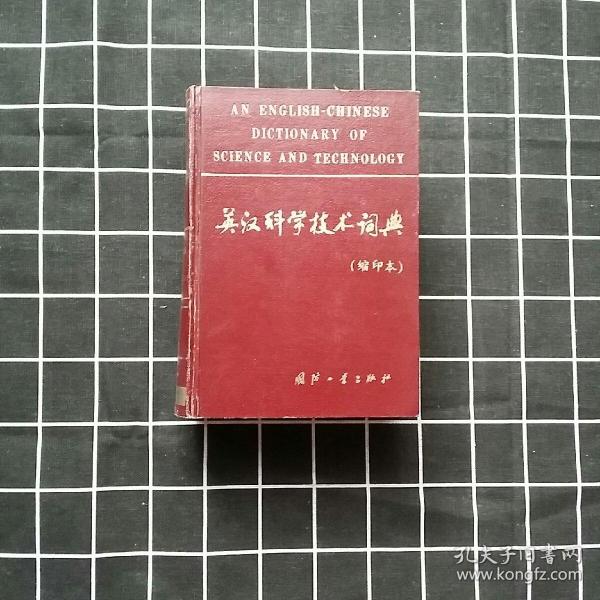 AN ENGLISH-CHINESE
DICTIONARY OF
SCIENCE AND TECHNOLOGY
英汉科学技术词典
(缩印本)
国防工业出版社
孔夫子旧书网
www.kongfz.com